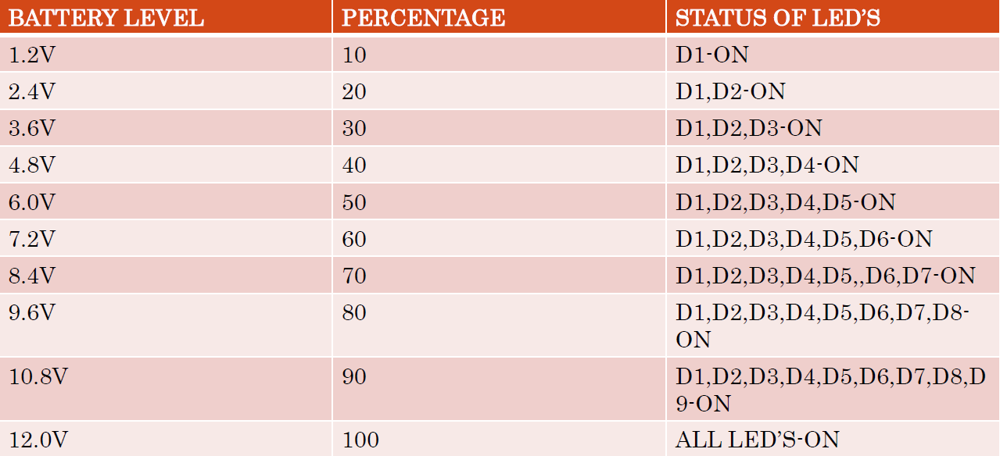 BATTERY LEVEL PERCENTAGE STATUS OF LED’S
1.2V 10 D1-ON
2.4V 20 D1,D2-ON
3.6V 30 D1,D2,D3-ON
4.8V 40 D1,D2,D3,D4-ON
6.0V 50 D1,D2,D3,D4,D5-ON
7.2V 60 D1,D2,D3,D4,D5,D6-ON
8.4V 70 D1,D2,D3,D4,D5,,D6,D7-ON
9.6V 80 D1,D2,D3,D4,D5,D6,D7,D8-
ON
10.8V 90 D1,D2,D3,D4,D5,D6,D7,D8,D
9-ON
12.0V 100 ALL LED’S-ON